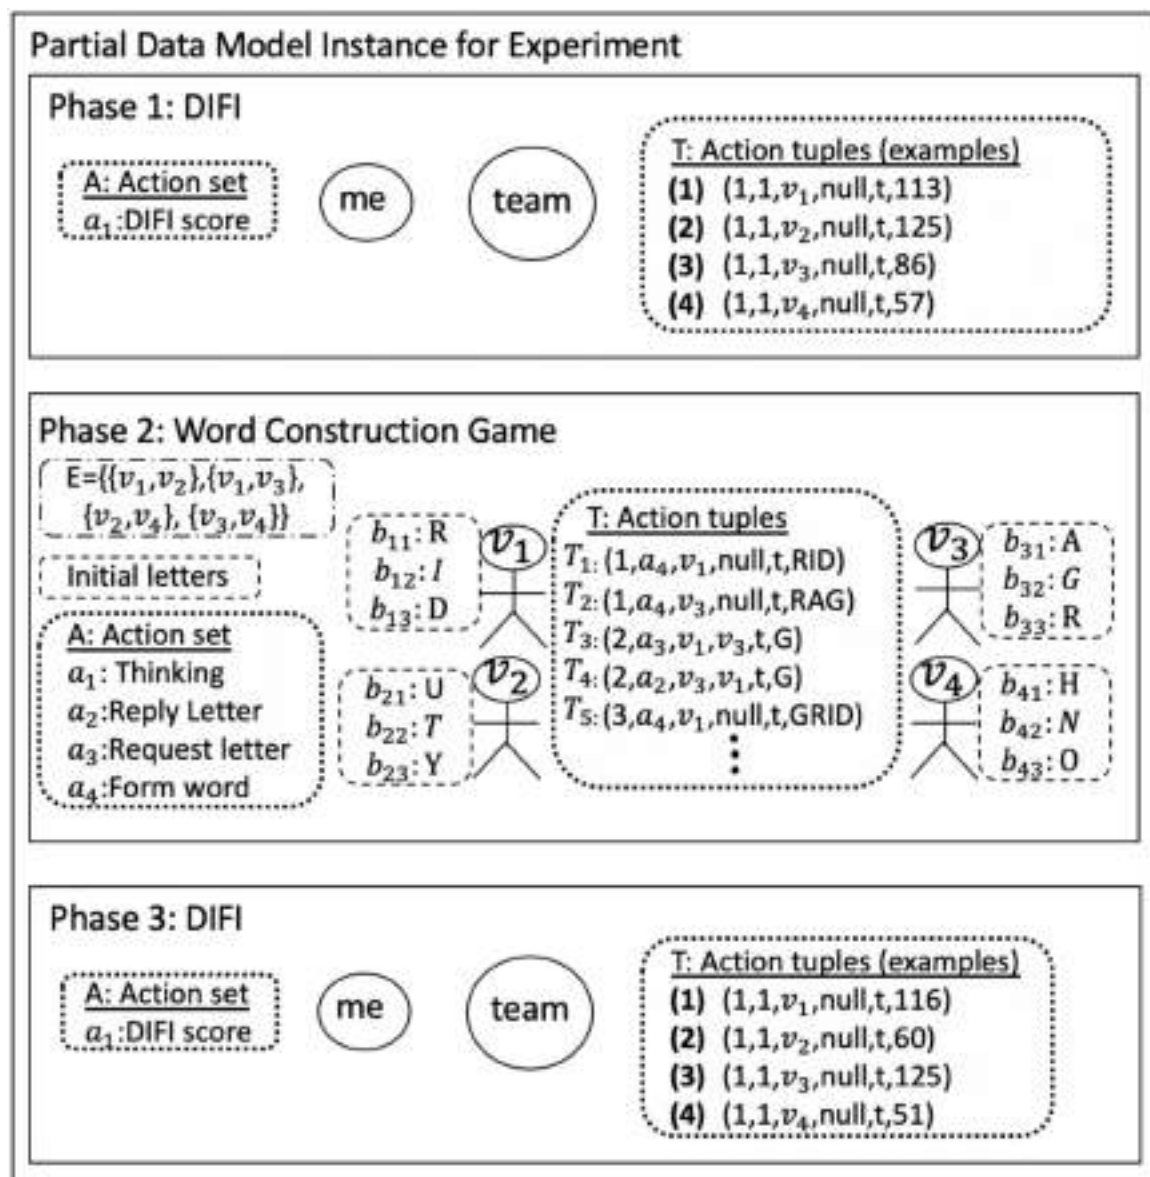 Partial Data Model Instance for Experiment
Phase 1: DIFI
A: Action set
a₁:DIFI score
me
team
T: Action tuples (examples)
(1) (1,1,v₁,null,t,113)
(2) (1,1,v₂,null,t,125)
(3) (1,1,v₃,null,t,86)
(4) (1,1,v₄,null,t,57)
Phase 2: Word Construction Game
E={{v₁,v₂},{v₁,v₃},
{v₂,v₄}, {v₃,v₄}}
Initial letters
A: Action set
a₁: Thinking
a₂:Reply Letter
a₃:Request letter
a₄:Form word
b₁₁: R
b₁₂: I
b₁₃: D
v₁
b₂₁: U
b₂₂: T
b₂₃: Y
v₂
T: Action tuples
T₁: (1,a₄,v₁,null,t,RID)
T₂: (1,a₄,v₃,null,t,RAG)
T₃: (2,a₃,v₁,v₃,t,G)
T₄: (2,a₂,v₃,v₁,t,G)
T₅: (3,a₄,v₁,null,t,GRID)
⋮
v₃
b₃₁: A
b₃₂: G
b₃₃: R
v₄
b₄₁: H
b₄₂: N
b₄₃: O
Phase 3: DIFI
A: Action set
a₁:DIFI score
me
team
T: Action tuples (examples)
(1) (1,1,v₁,null,t,116)
(2) (1,1,v₂,null,t,60)
(3) (1,1,v₃,null,t,125)
(4) (1,1,v₄,null,t,51)